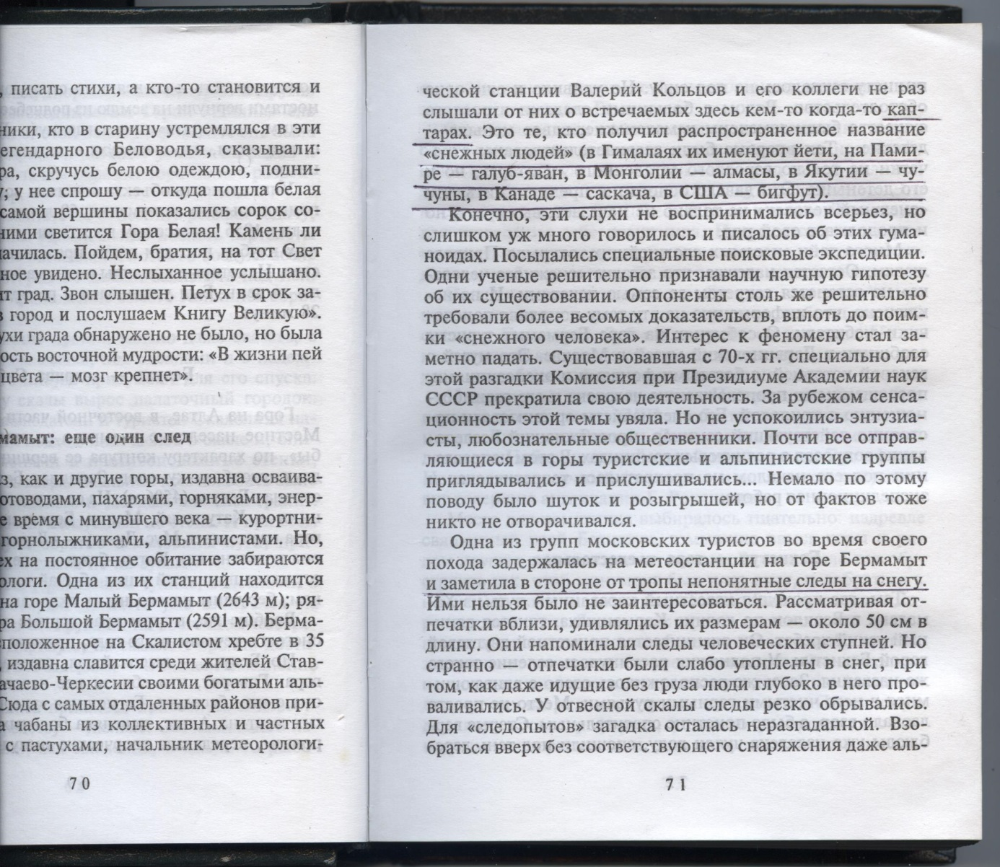 , писать стихи, а кто-то становится и
ники, кто в старину устремлялся в эти
егендарного Беловодья, сказывали:
ра, скручусь белою одеждою, подни-
у; у нее спрошу — откуда пошла белая
самой вершины показались сорок со-
ними светится Гора Белая! Камень ли
ачилась. Пойдем, братия, на тот Свет
ное увидено. Неслыханное услышано.
ит град. Звон слышен. Петух в срок за-
в город и послушаем Книгу Великую».
ухи града обнаружено не было, но была
ость восточной мудрости: «В жизни пей
цвета — мозг крепнет».
мамыт: еще один след
з, как и другие горы, издавна осваива-
отоводами, пахарями, горняками, энер-
е время с минувшего века — курортни-
горнолыжниками, альпинистами. Но,
ех на постоянное обитание забираются
ологи. Одна из их станций находится
на горе Малый Бермамыт (2643 м); ря-
ра Большой Бермамыт (2591 м). Берма-
сположенное на Скалистом хребте в 35
, издавна славится среди жителей Став-
ачаево-Черкесии своими богатыми аль-
Сюда с самых отдаленных районов при-
а чабаны из коллективных и частных
с пастухами, начальник метеорологи-
70
ческой станции Валерий Кольцов и его коллеги не раз
слышали от них о встречаемых здесь кем-то когда-то кап-
тарах. Это те, кто получил распространенное название
«снежных людей» (в Гималаях их именуют йети, на Пами-
ре — галуб-яван, в Монголии — алмасы, в Якутии — чу-
чуны, в Канаде — саскача, в США — бигфут).
Конечно, эти слухи не воспринимались всерьез, но
слишком уж много говорилось и писалось об этих гума-
ноидах. Посылались специальные поисковые экспедиции.
Одни ученые решительно признавали научную гипотезу
об их существовании. Оппоненты столь же решительно
требовали более весомых доказательств, вплоть до поим-
ки «снежного человека». Интерес к феномену стал за-
метно падать. Существовавшая с 70-х гг. специально для
этой разгадки Комиссия при Президиуме Академии наук
СССР прекратила свою деятельность. За рубежом сенса-
ционность этой темы увяла. Но не успокоились энтузиа-
сты, любознательные общественники. Почти все отправ-
ляющиеся в горы туристские и альпинистские группы
приглядывались и прислушивались... Немало по этому
поводу было шуток и розыгрышей, но от фактов тоже
никто не отворачивался.
Одна из групп московских туристов во время своего
похода задержалась на метеостанции на горе Бермамыт
и заметила в стороне от тропы непонятные следы на снегу.
Ими нельзя было не заинтересоваться. Рассматривая от-
печатки вблизи, удивлялись их размерам — около 50 см в
длину. Они напоминали следы человеческих ступней. Но
странно — отпечатки были слабо утоплены в снег, при
том, как даже идущие без груза люди глубоко в него про-
валивались. У отвесной скалы следы резко обрывались.
Для «следопытов» загадка осталась неразгаданной. Взо-
браться вверх без соответствующего снаряжения даже аль-
71